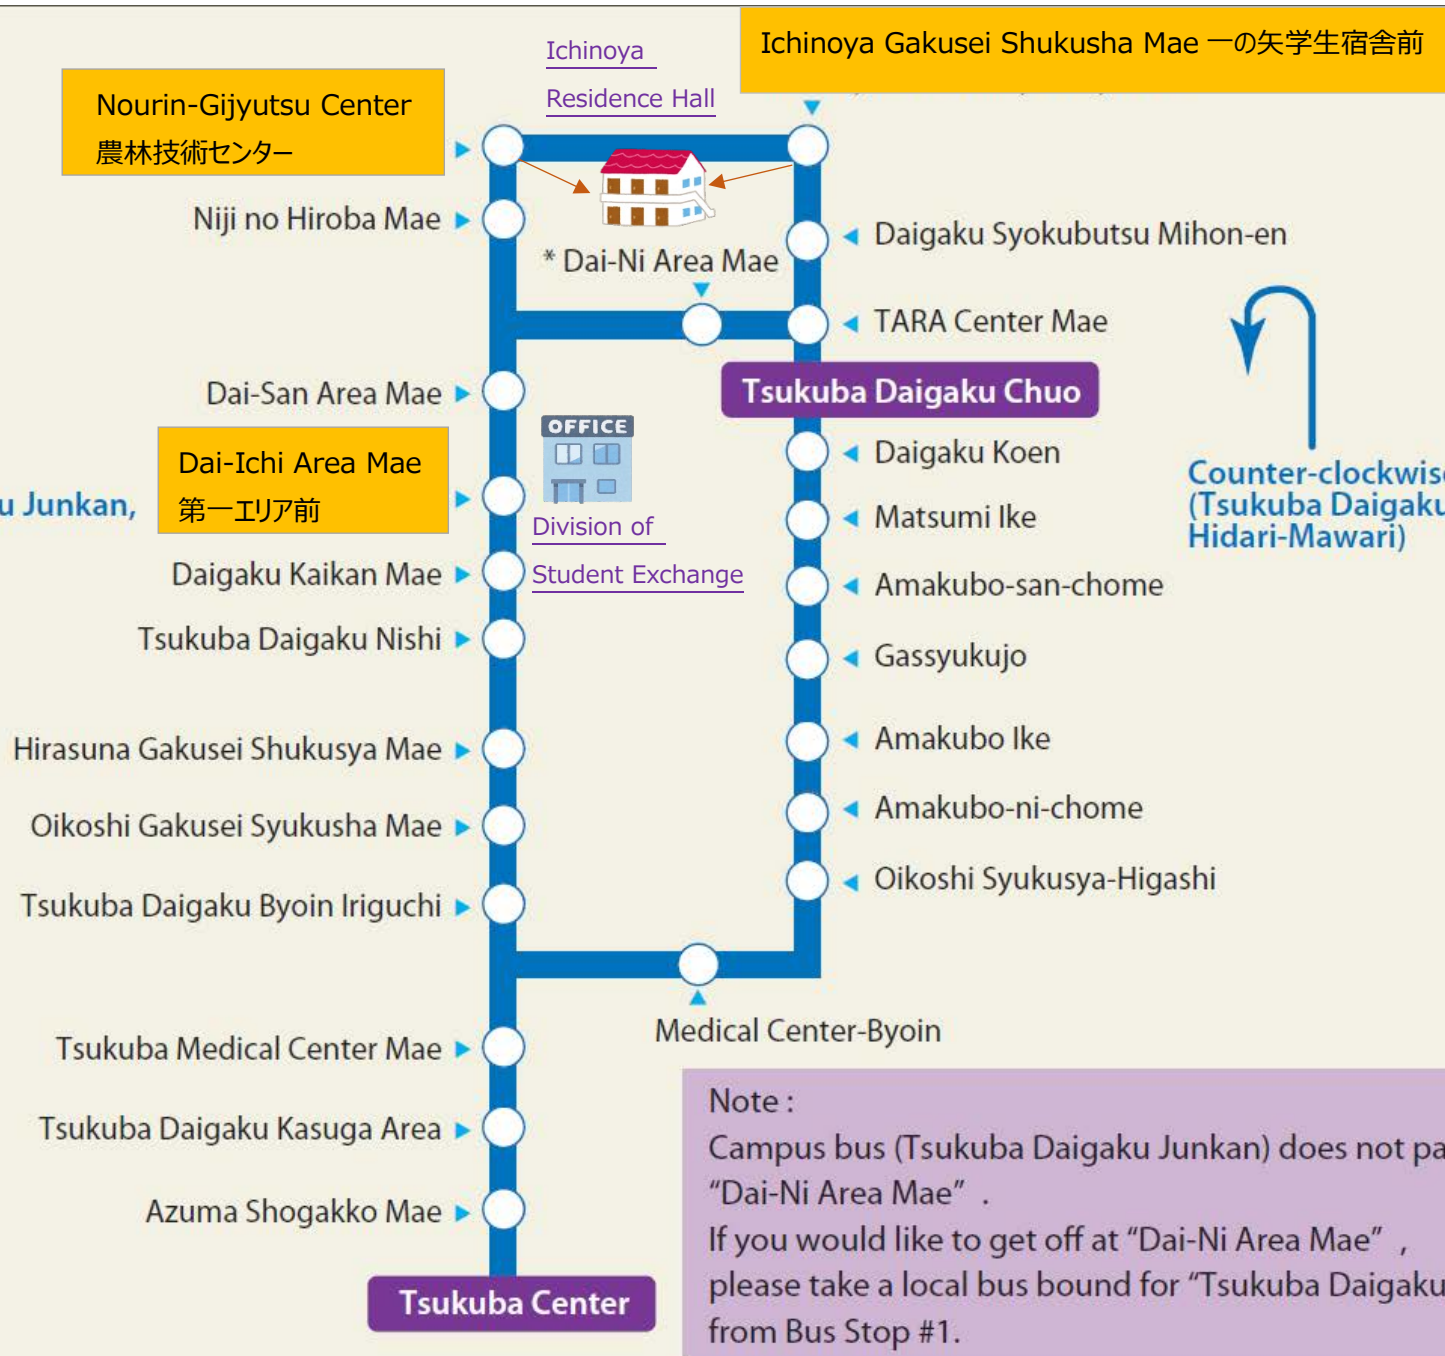 Ichinoya
Residence Hall
Ichinoya Gakusei Shukusha Mae 一の矢学生宿舎前
Nourin-Gijyutsu Center
農林技術センター
Niji no Hiroba Mae
* Dai-Ni Area Mae
Daigaku Syokubutsu Mihon-en
TARA Center Mae
Dai-San Area Mae
Tsukuba Daigaku Chuo
OFFICE
Dai-Ichi Area Mae
第一エリア前
u Junkan,
Division of
Student Exchange
Daigaku Koen
Counter-clockwise
(Tsukuba Daigaku
Hidari-Mawari)
Matsumi Ike
Daigaku Kaikan Mae
Amakubo-san-chome
Tsukuba Daigaku Nishi
Gassyukujo
Hirasuna Gakusei Shukusya Mae
Amakubo Ike
Oikoshi Gakusei Syukusha Mae
Amakubo-ni-chome
Tsukuba Daigaku Byoin Iriguchi
Oikoshi Syukusya-Higashi
Medical Center-Byoin
Tsukuba Medical Center Mae
Tsukuba Daigaku Kasuga Area
Azuma Shogakko Mae
Tsukuba Center
Note :
Campus bus (Tsukuba Daigaku Junkan) does not pa
“Dai-Ni Area Mae” .
If you would like to get off at “Dai-Ni Area Mae” ,
please take a local bus bound for “Tsukuba Daigaku
from Bus Stop #1.